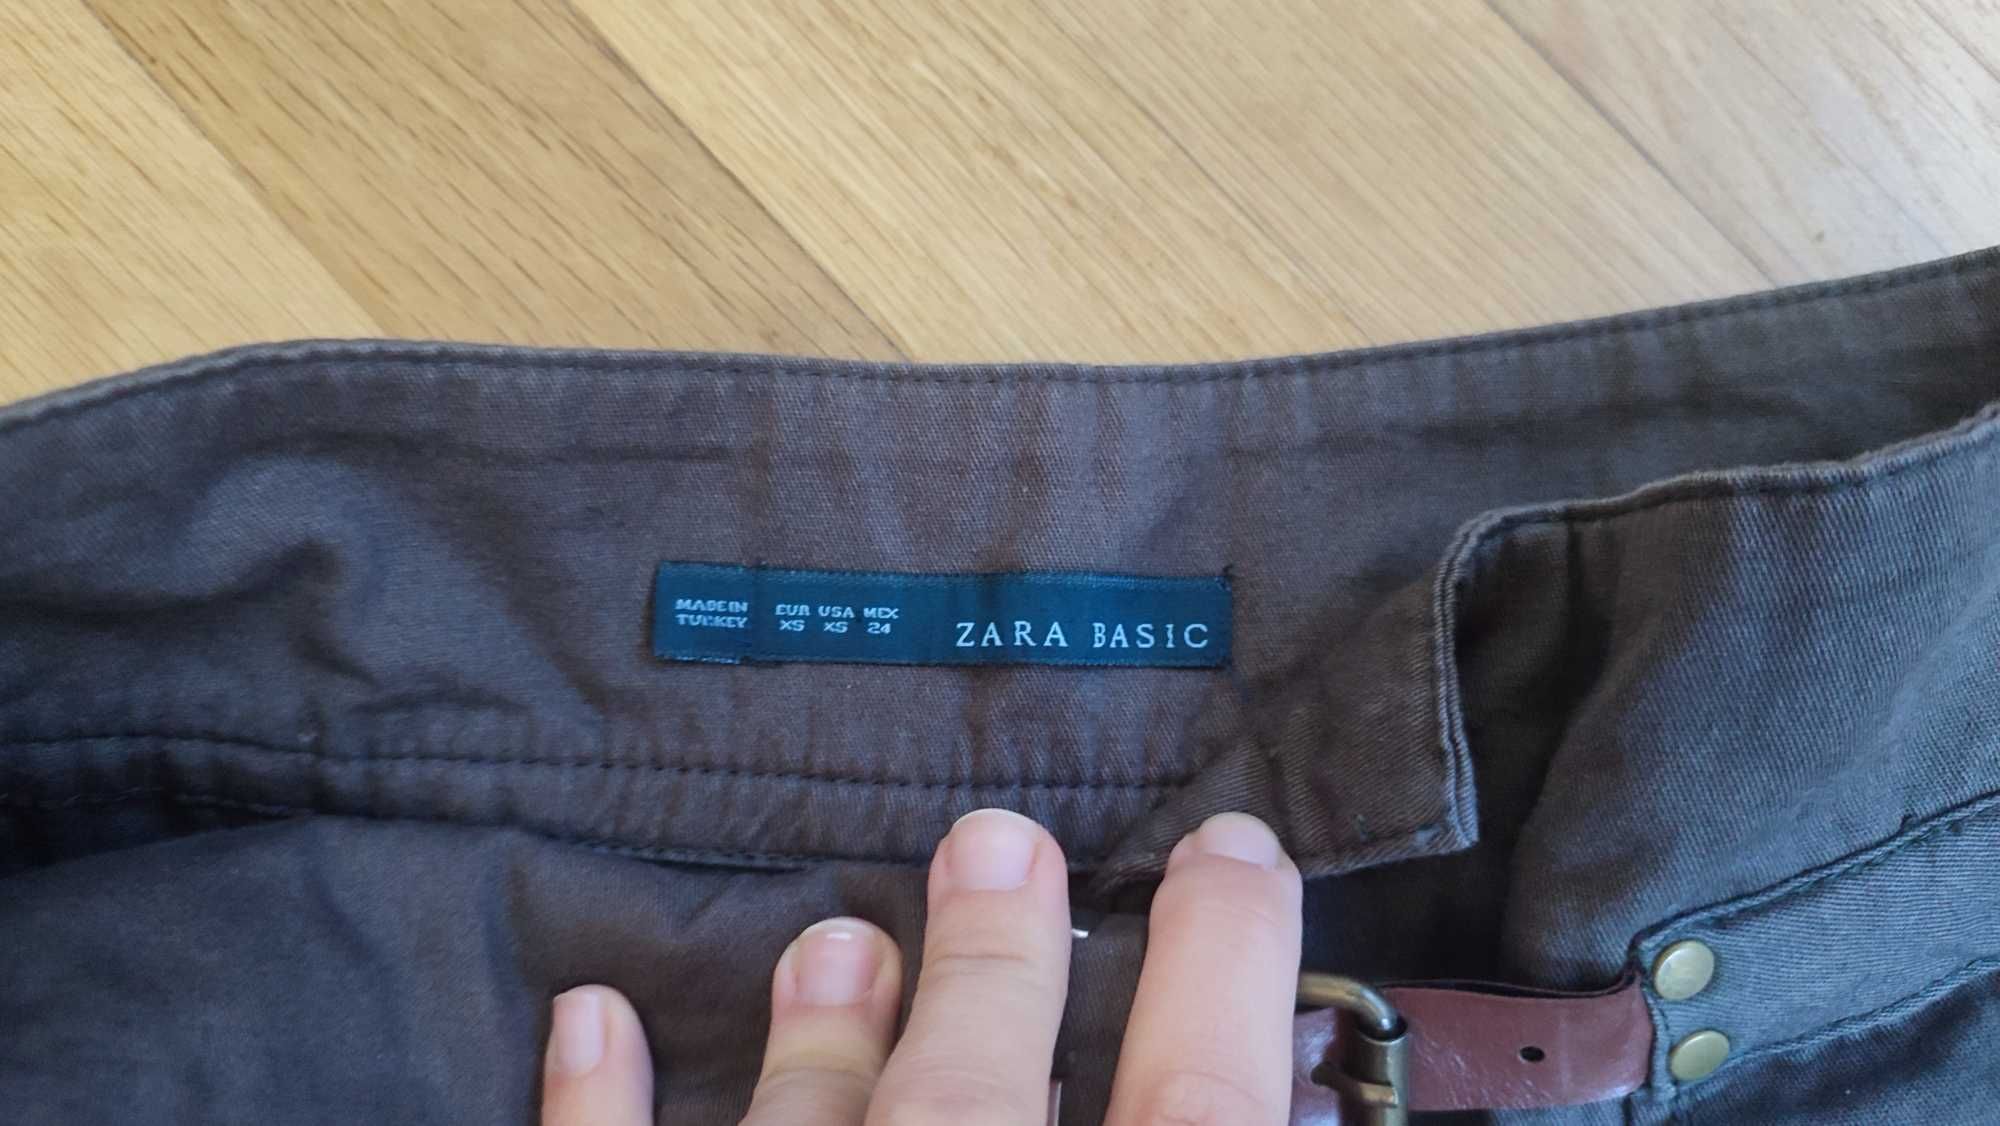 MADE IN
TURKEY
EUR USA MEX
XS XS 24
ZARA BASIC